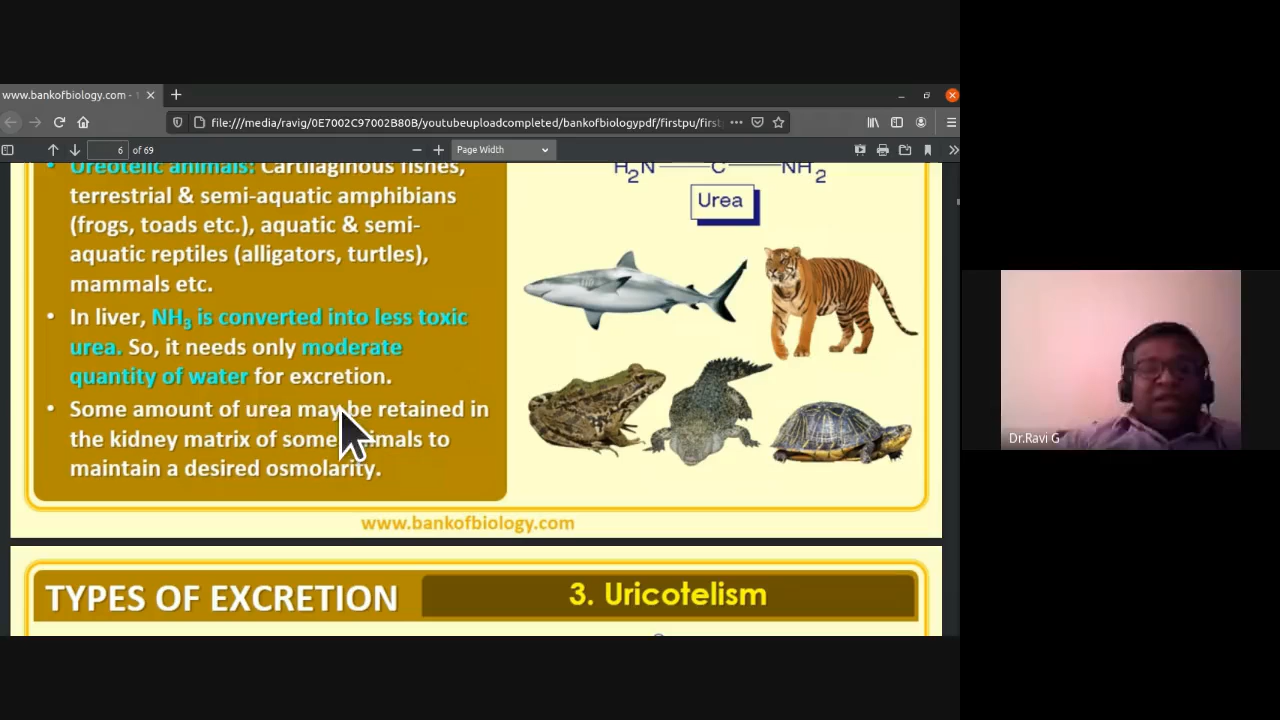 www.bankofbiology.com -
file:///media/ravig/0E7002C97002B80B/youtubeuploadcompleted/bankofbiologypdf/firstpu/first
6 of 69
Page Width
Ureotelic animals: Cartilaginous fishes,
terrestrial & semi-aquatic amphibians
(frogs, toads etc.), aquatic & semi-
aquatic reptiles (alligators, turtles),
mammals etc.
• In liver, NH3 is converted into less toxic
urea. So, it needs only moderate
quantity of water for excretion.
• Some amount of urea may be retained in
the kidney matrix of some animals to
maintain a desired osmolarity.
H2N C NH2
Urea
www.bankofbiology.com
TYPES OF EXCRETION
3. Uricotelism
Dr.Ravi G